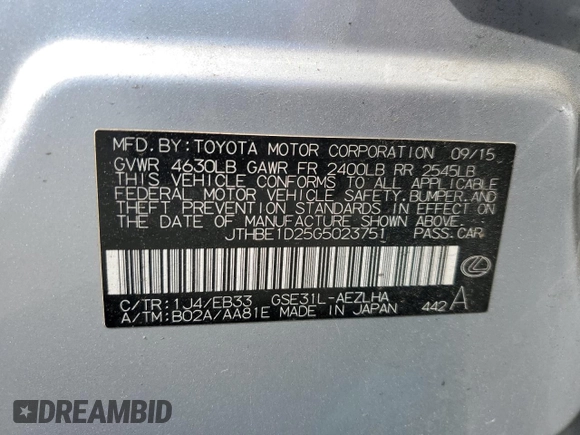 MFD. BY: TOYOTA MOTOR CORPORATION 09/15
GVWR 4630LB GAWR FR 2400LB RR 2545LB
THIS VEHICLE CONFORMS TO ALL APPLICABLE
FEDERAL MOTOR VEHICLE SAFETY, BUMPER, AND
THEFT PREVENTION STANDARDS IN EFFECT ON
THE DATE OF MANUFACTURE SHOWN ABOVE.
JTHBE1D25G5023751 PASS. CAR
C/TR: 1J4/EB33 GSE31L-AEZLHA
A/TM: B02A/AA81E MADE IN JAPAN 442 A
DREAMBID